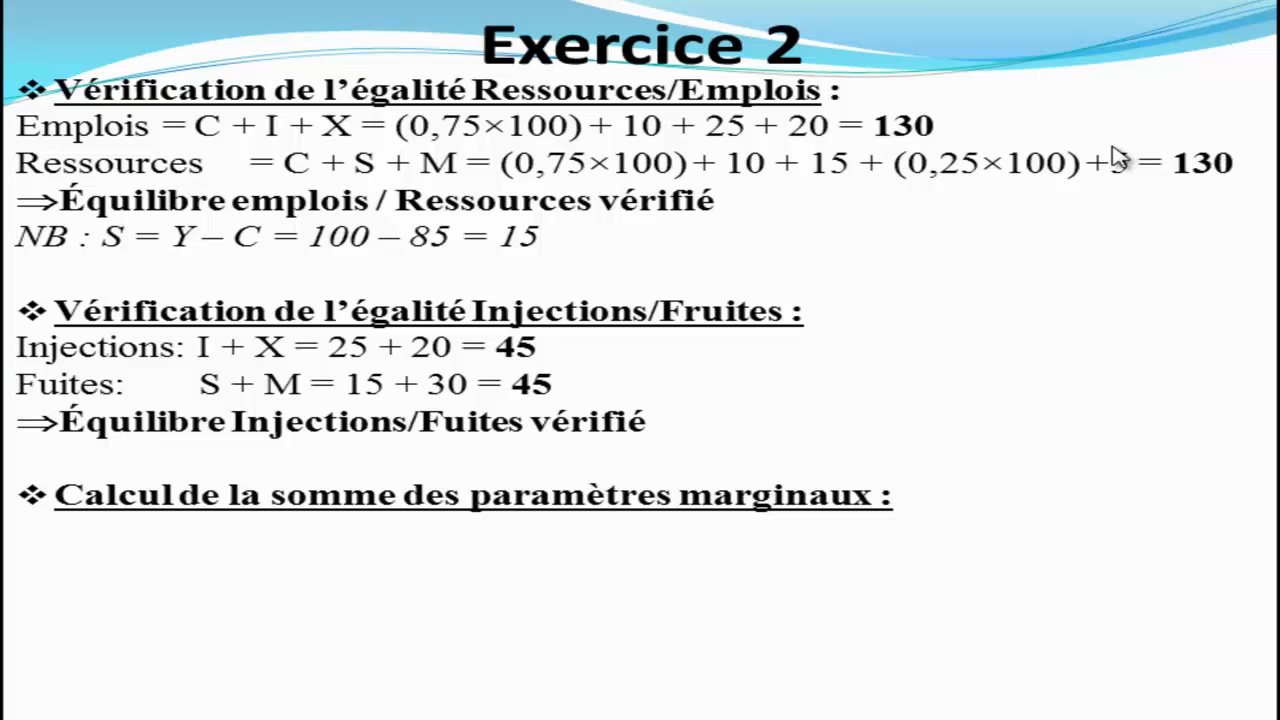 Exercice 2
❖ Vérification de l'égalité Ressources/Emplois :
Emplois = C + I + X = (0,75×100) + 10 + 25 + 20 = 130
Ressources = C + S + M = (0,75×100) + 10 + 15 + (0,25×100) +5 = 130
⇒Équilibre emplois / Ressources vérifié
NB : S = Y – C = 100 – 85 = 15
❖ Vérification de l'égalité Injections/Fruites :
Injections: I + X = 25 + 20 = 45
Fuites: S + M = 15 + 30 = 45
⇒Équilibre Injections/Fuites vérifié
❖ Calcul de la somme des paramètres marginaux :